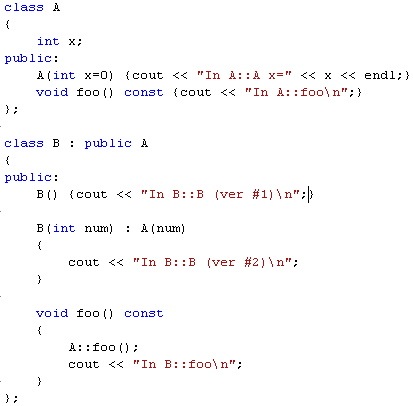 class A
{
    int x;
public:
    A(int x=0) {cout << "In A::A x=" << x << endl;}
    void foo() const {cout << "In A::foo\n";}
};
class B : public A
{
public:
    B() {cout << "In B::B (ver #1)\n";}
    B(int num) : A(num)
    {
        cout << "In B::B (ver #2)\n";
    }
    void foo() const
    {
        A::foo();
        cout << "In B::foo\n";
    }
};